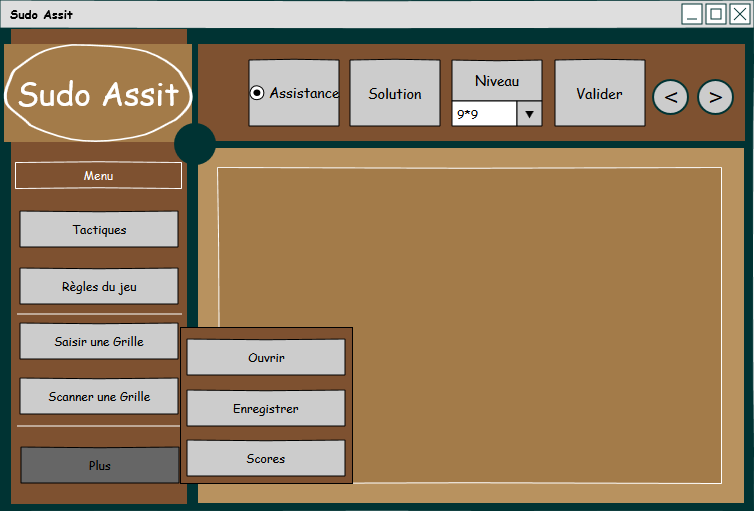 Sudo Assit
Sudo Assit
Assistance
Solution
Niveau
9*9
Valider
<
>
Menu
Tactiques
Règles du jeu
Saisir une Grille
Scanner une Grille
Plus
Ouvrir
Enregistrer
Scores